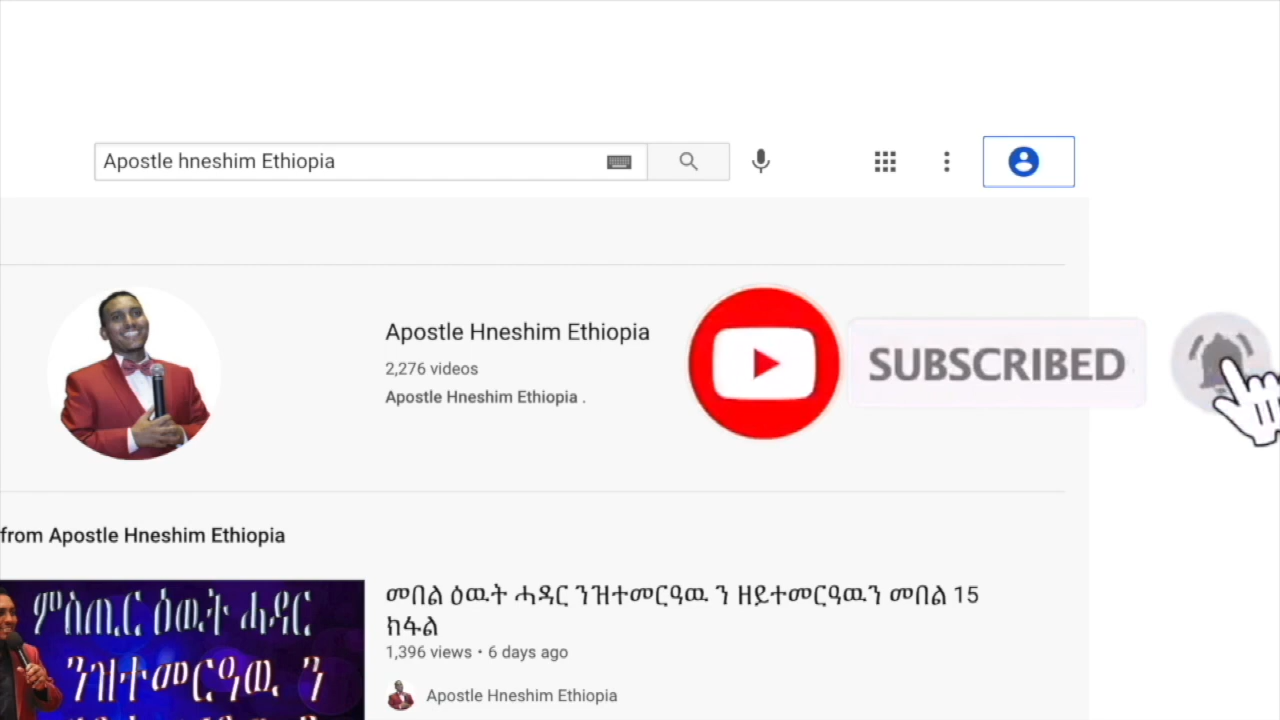 Apostle hneshim Ethiopia
Apostle Hneshim Ethiopia
2,276 videos
Apostle Hneshim Ethiopia .
SUBSCRIBED
from Apostle Hneshim Ethiopia
መበል ዕዉት ሓዳር ንዝተመርዓዉ ን ዘይተመርዓዉን መበል 15
ክፋል
1,396 views • 6 days ago
Apostle Hneshim Ethiopia
ምስጢር ዕዉት ሓዳር
ንዝተመርዓዉ ን